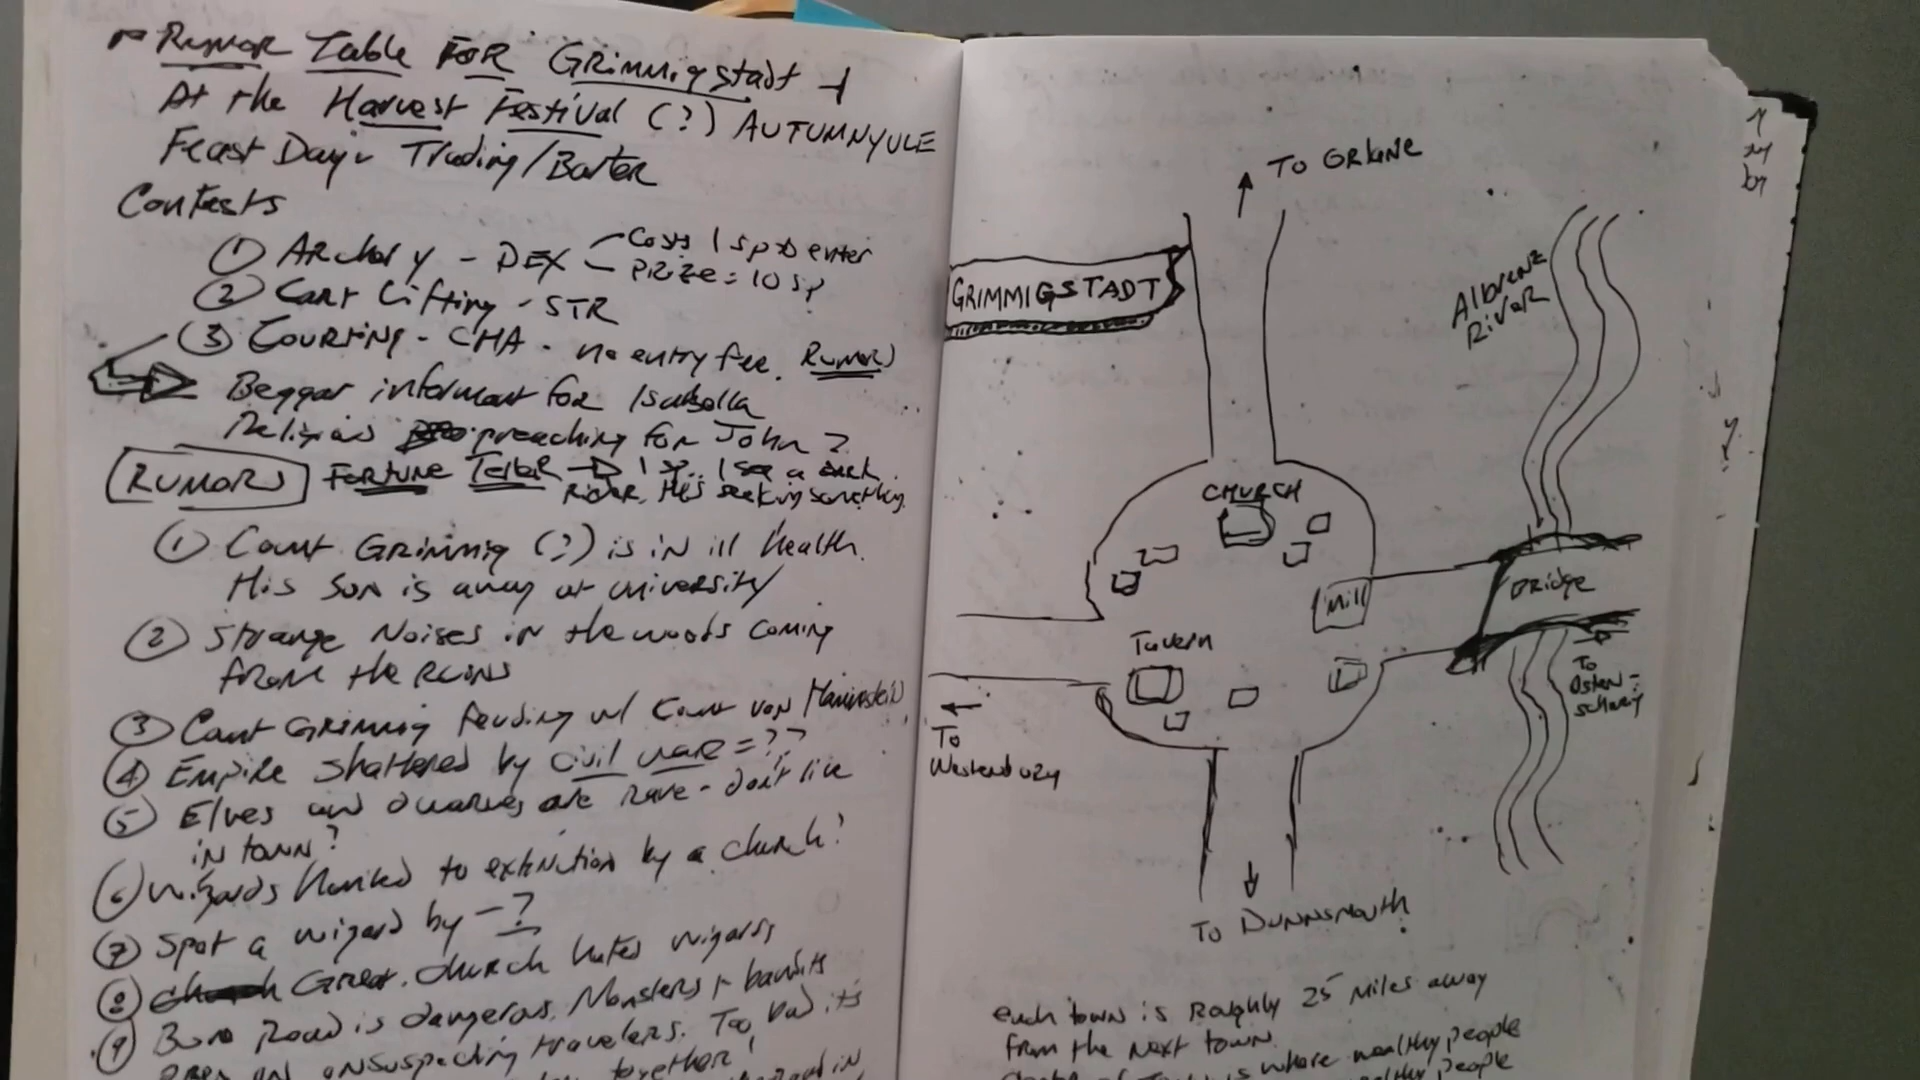 Rumor Table FOR Grimmigstadt
At the Harvest Festival (?) AUTUMNYULE
Feast Day: Trading/Barter
Contests
① Archery - DEX - Costs 1 sp to enter
- Prize = 10 sp
② Cart Lifting - STR
③ Courting - CHA - no entry fee. Rumors
Beggar informant for Isabella
Religious preaching for John?
RUMORS Fortune Teller → 1 sp. I see a dark
Rider. He's seeking something.
① Count Grimmig (?) is in ill health.
His Son is away at university
② Strange Noises in the woods coming
from the Ruins
③ Count Grimmig feuding w/ Count von
④ Empire Shattered by civil war = ??
⑤ Elves and dwarves are rare - don't live
in town?
⑥ Wizards Hunted to extinction by a church?
⑦ Spot a wizard by - ?
⑧ Great church hates wizards
⑨ Road is dangerous. Monsters + bandits
unsuspecting travelers. Too bad its
together!
TO GRKNE
GRIMMIGSTADT
River
CHURCH
Mill
Bridge
Tavern
To
Osten-
schweig
To
TO Dunnsmouth
each town is Roughly 25 miles away
from the next town.
is where wealthy people
people